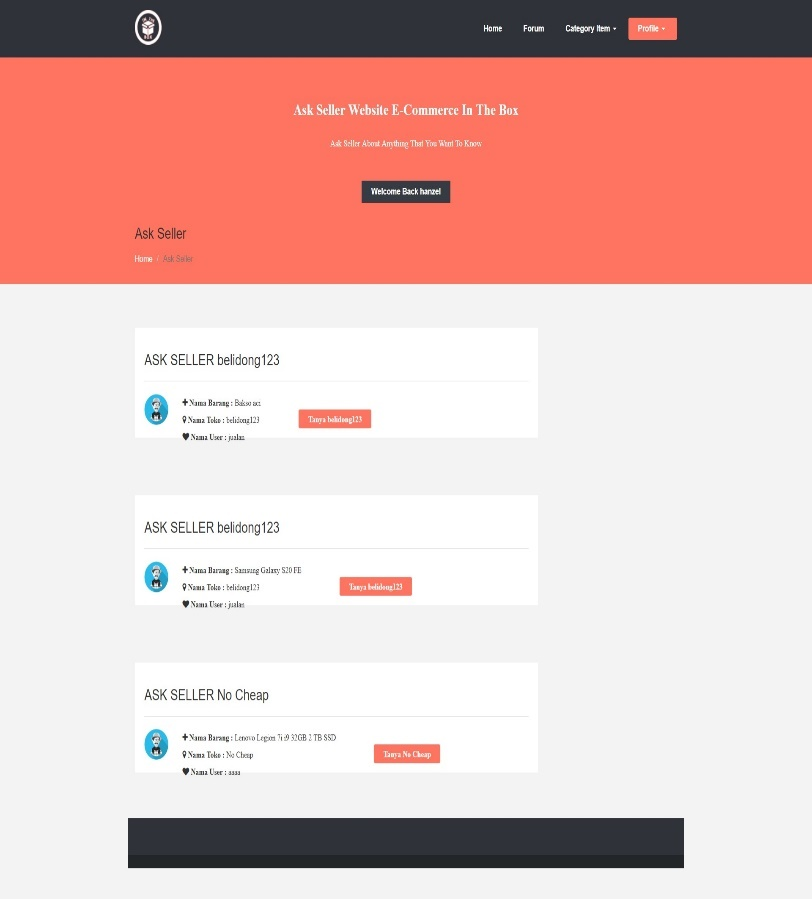 Home Forum Category Item Profile
Ask Seller Website E-Commerce In The Box
Ask Seller About Anything That You Want To Know
Welcome Back hanzel
Ask Seller
Home / Ask Seller
ASK SELLER belidong123
Nama Barang : Bakso aci
Nama Toko : belidong123
Tanya belidong123
Nama User : jualan
ASK SELLER belidong123
Nama Barang : Samsung Galaxy S20 FE
Nama Toko : belidong123
Tanya belidong123
Nama User : jualan
ASK SELLER No Cheap
Nama Barang : Lenovo Legion 7i i9 32GB 2 TB SSD
Nama Toko : No Cheap
Tanya No Cheap
Nama User : aaaa